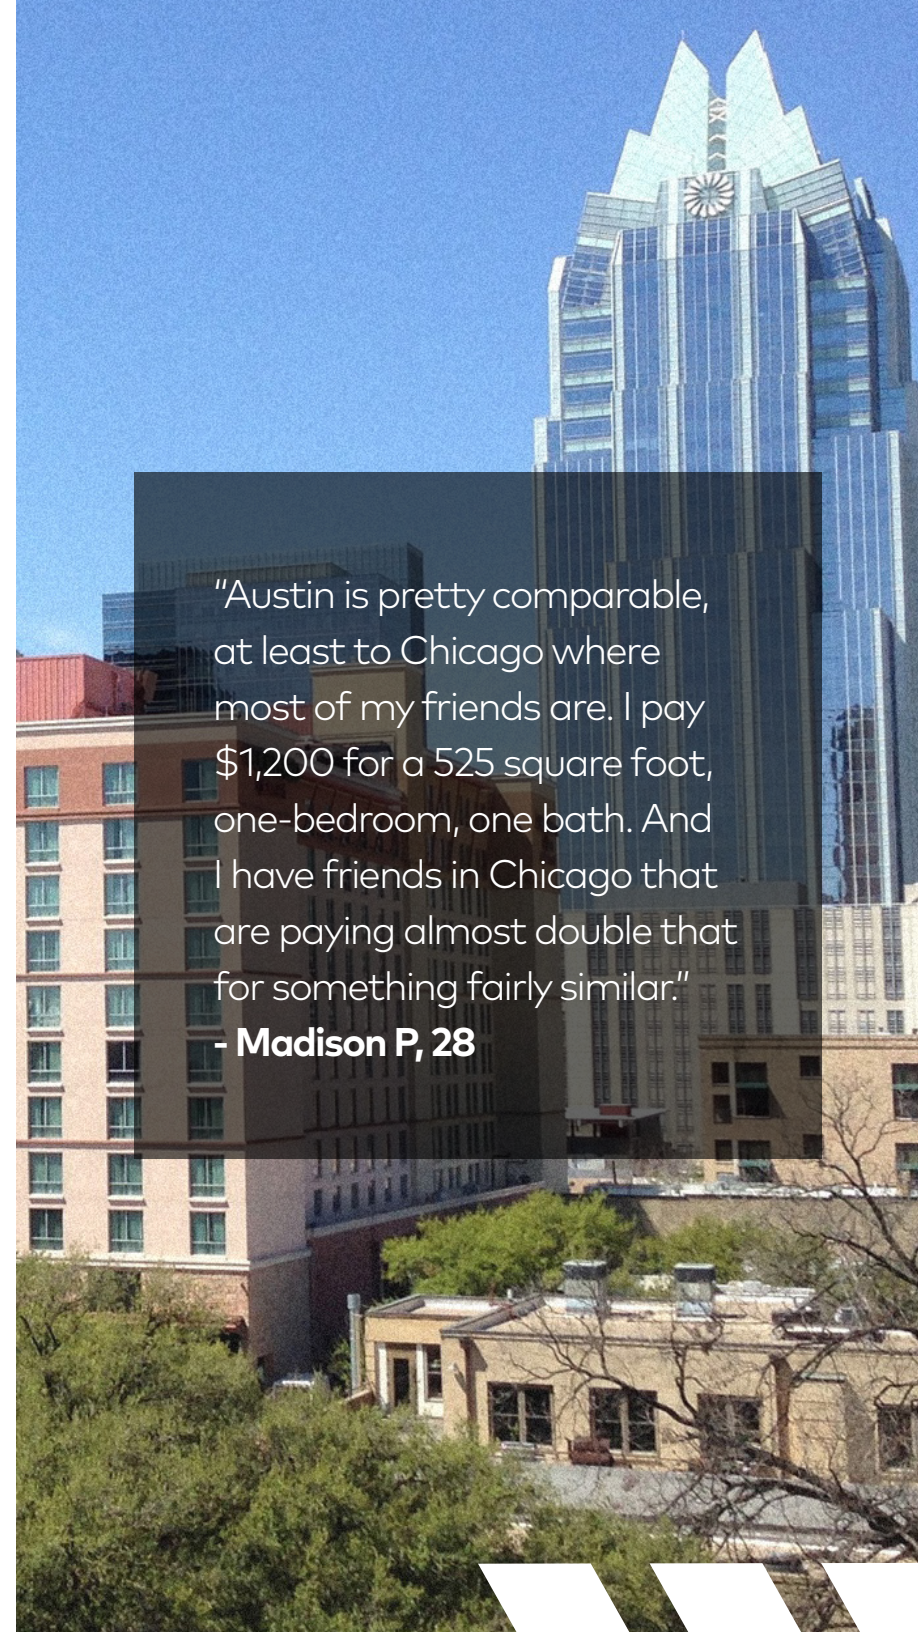 “Austin is pretty comparable,
at least to Chicago where
most of my friends are. I pay
$1,200 for a 525 square foot,
one-bedroom, one bath. And
I have friends in Chicago that
are paying almost double that
for something fairly similar.”
- Madison P, 28